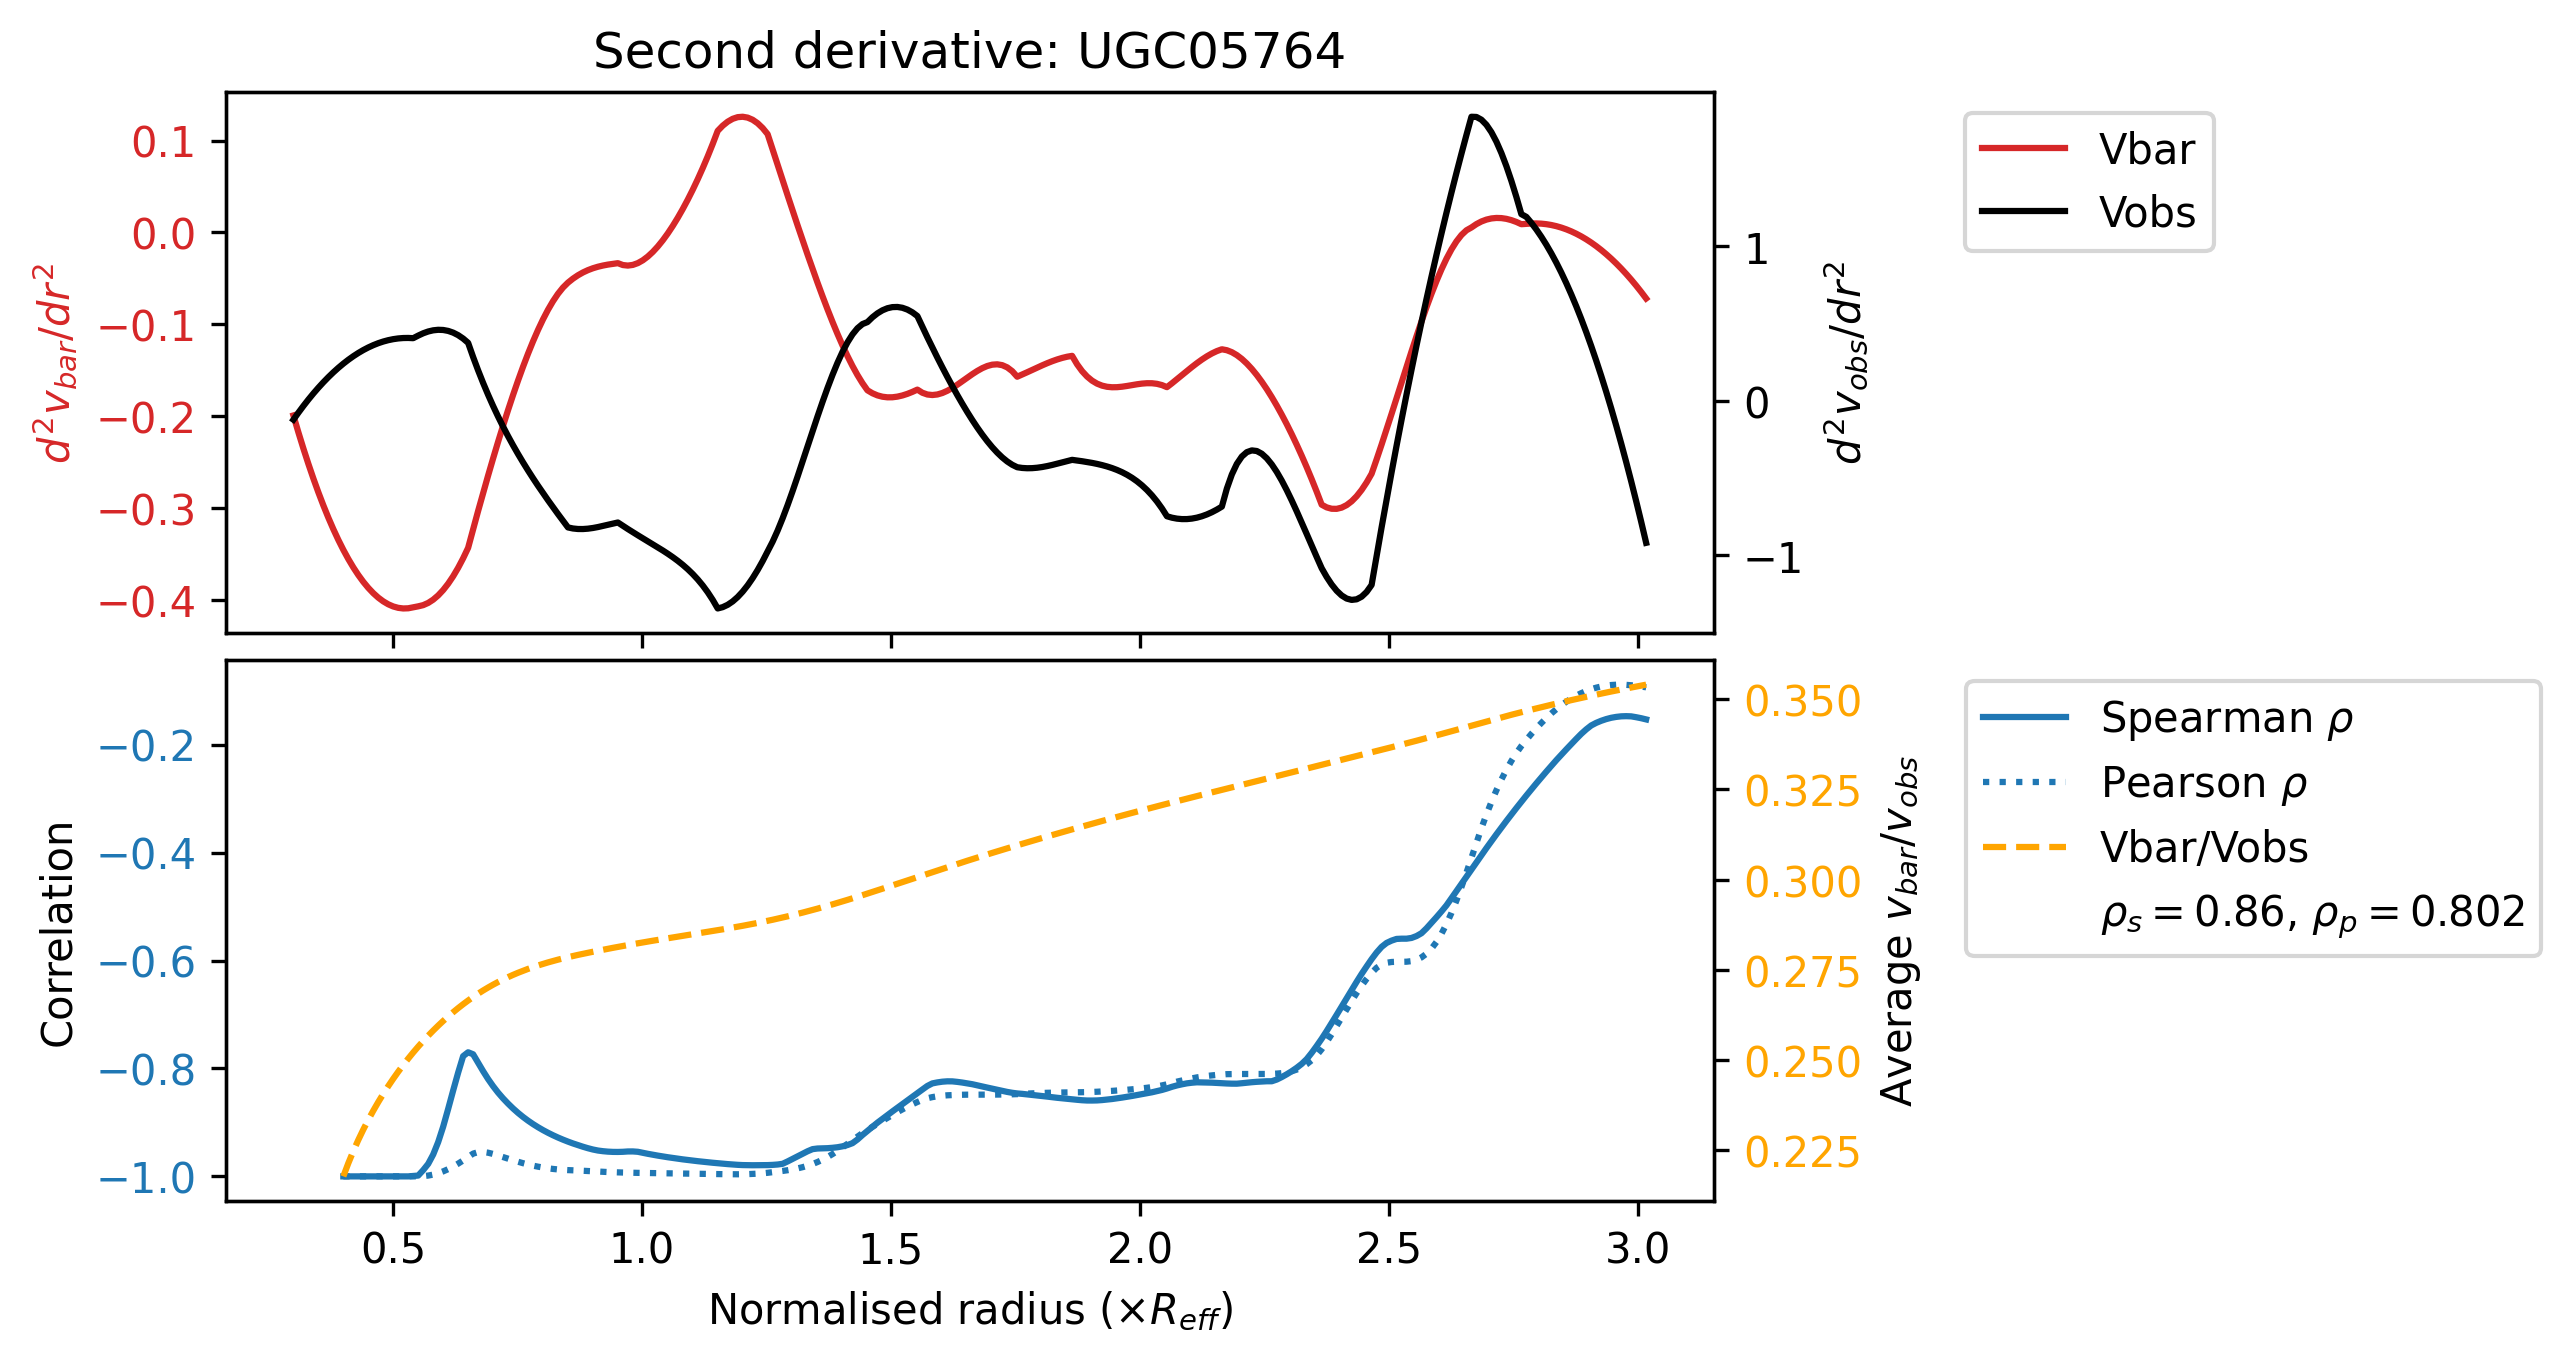 Second derivative: UGC05764
0.1
0.0
−0.1
−0.2
−0.3
−0.4
d²v_bar/dr²
1
0
−1
d²v_obs/dr²
Vbar
Vobs
−0.2
−0.4
−0.6
−0.8
−1.0
Correlation
0.350
0.325
0.300
0.275
0.250
0.225
Average v_bar/v_obs
Spearman ρ
Pearson ρ
Vbar/Vobs
ρ_s = 0.86, ρ_p = 0.802
0.5 1.0 1.5 2.0 2.5 3.0
Normalised radius (×R_eff)